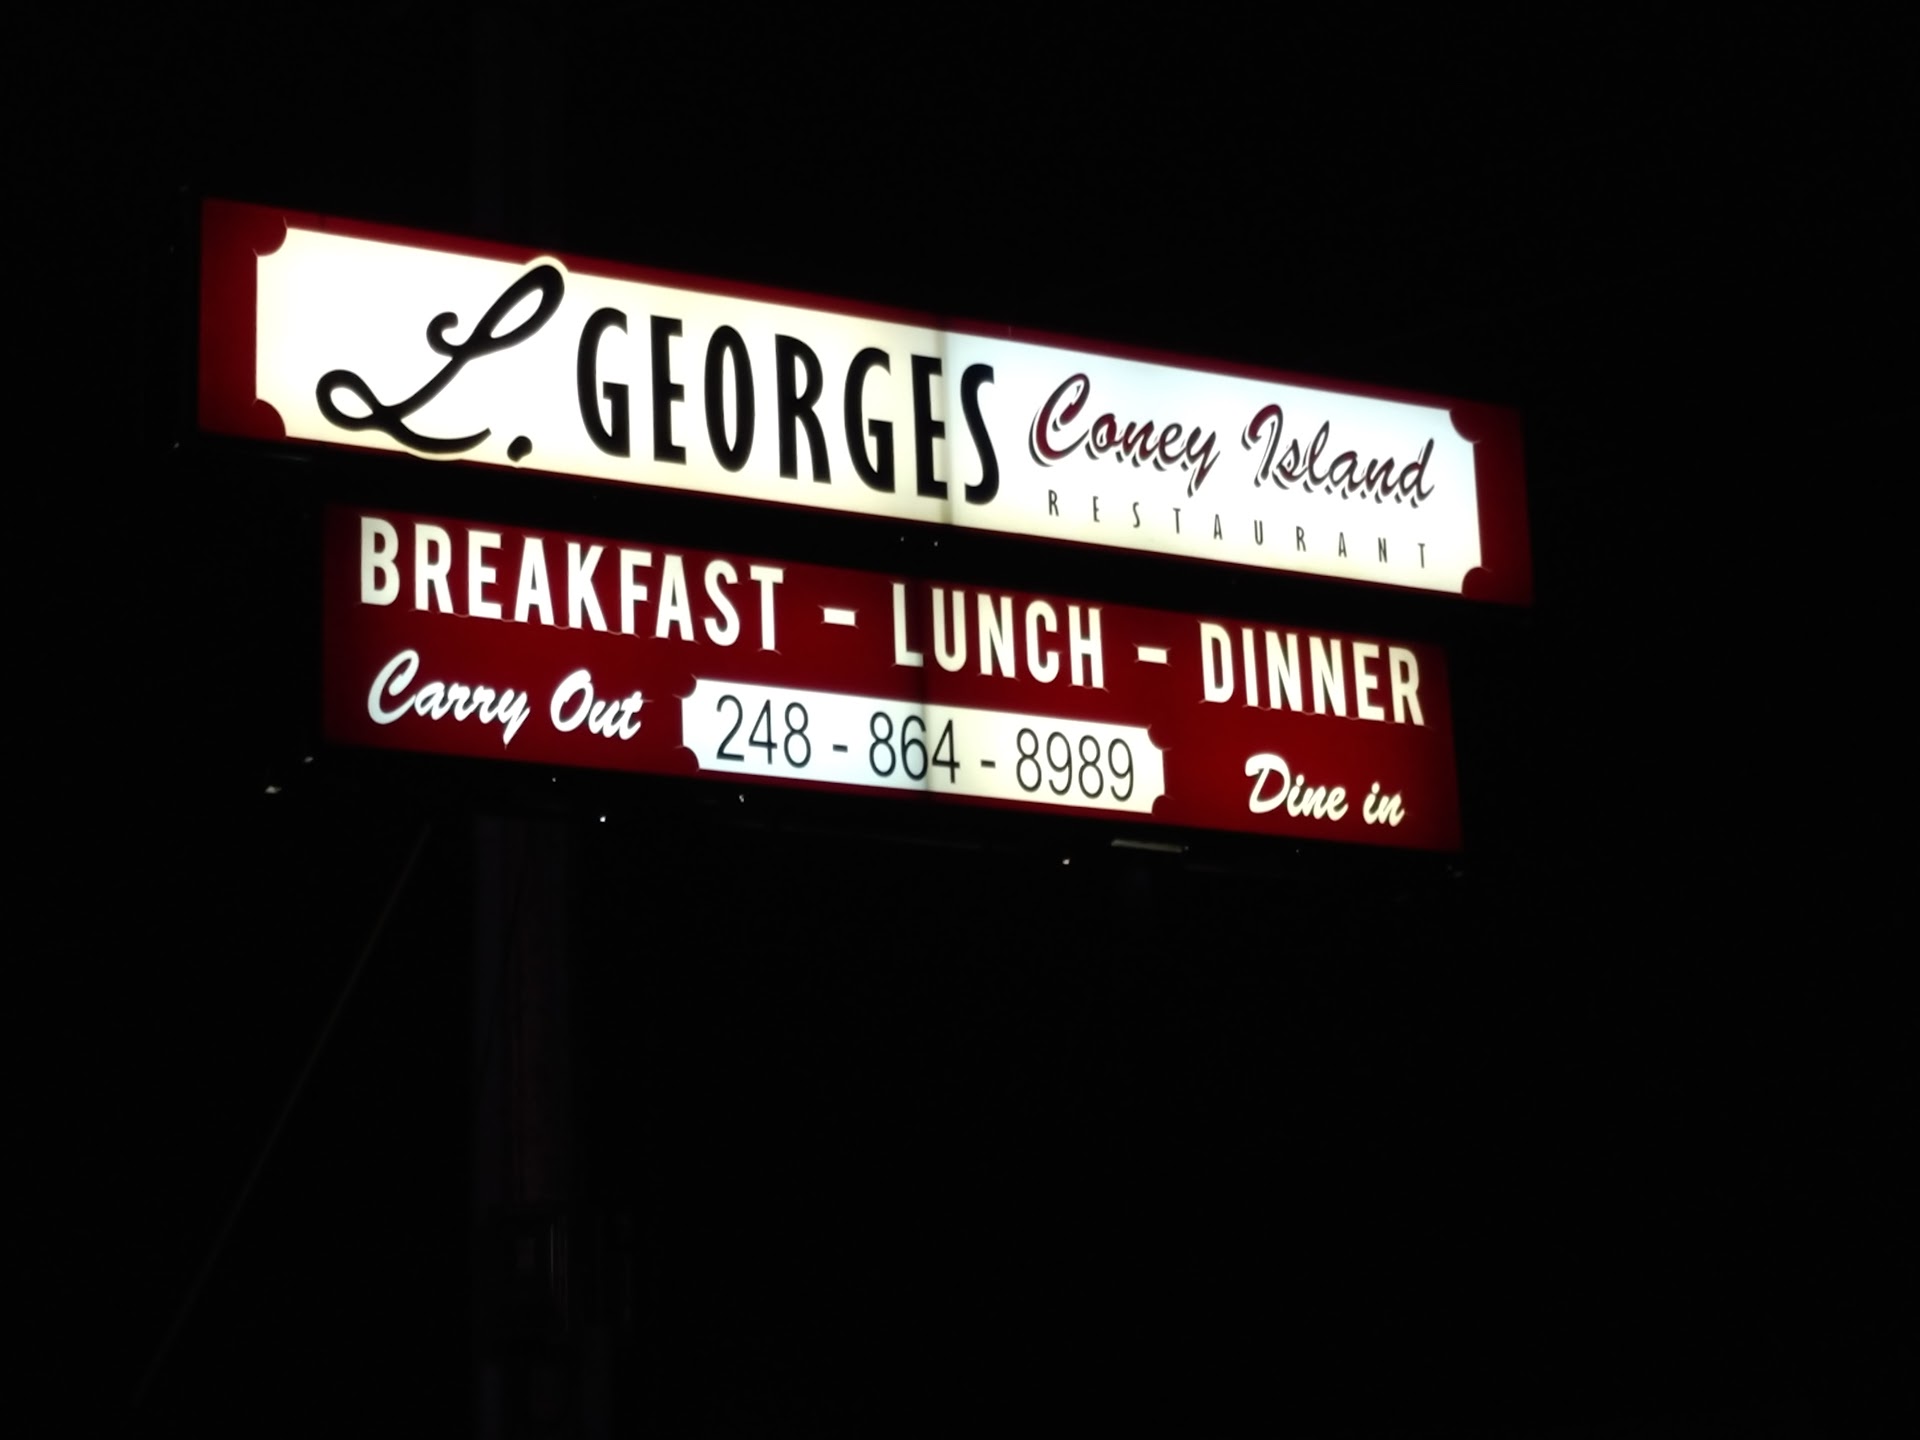 L. GEORGES Coney Island
RESTAURANT
BREAKFAST - LUNCH - DINNER
Carry Out 248 - 864 - 8989 Dine in